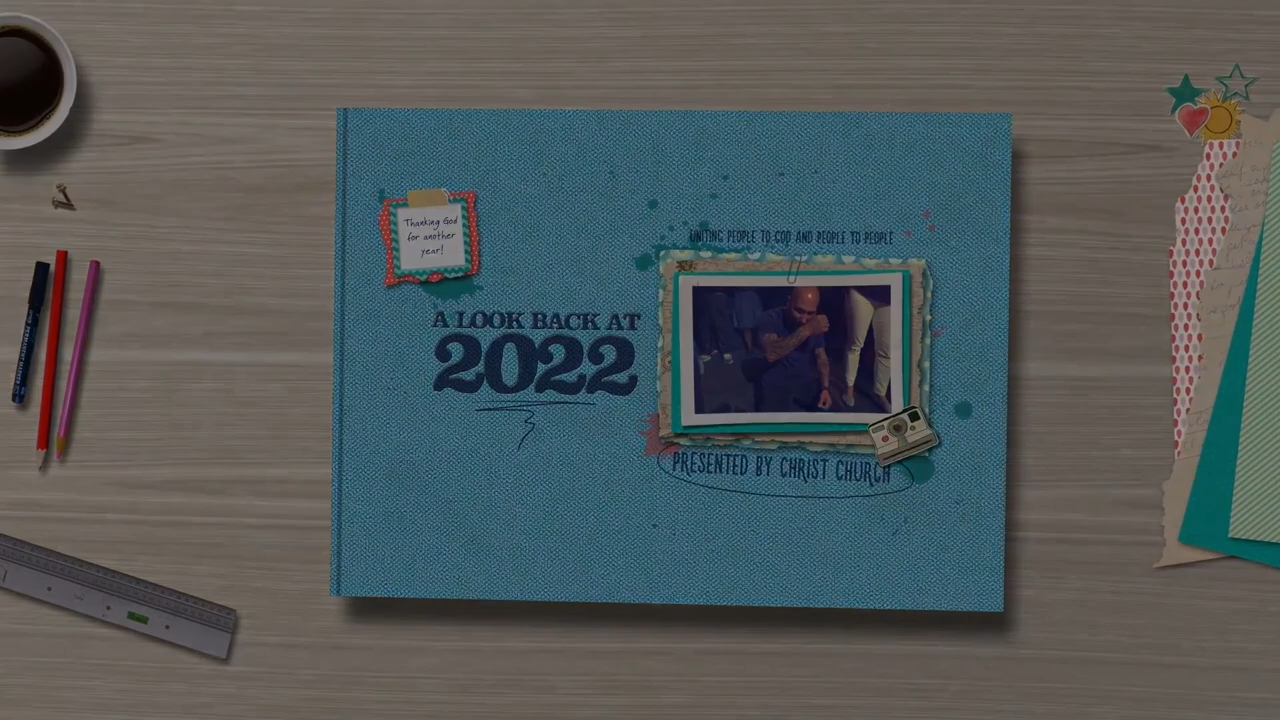 Thanking God
for another
year!
UNITING PEOPLE TO GOD AND PEOPLE TO PEOPLE
A LOOK BACK AT
2022
PRESENTED BY CHRIST CHURCH